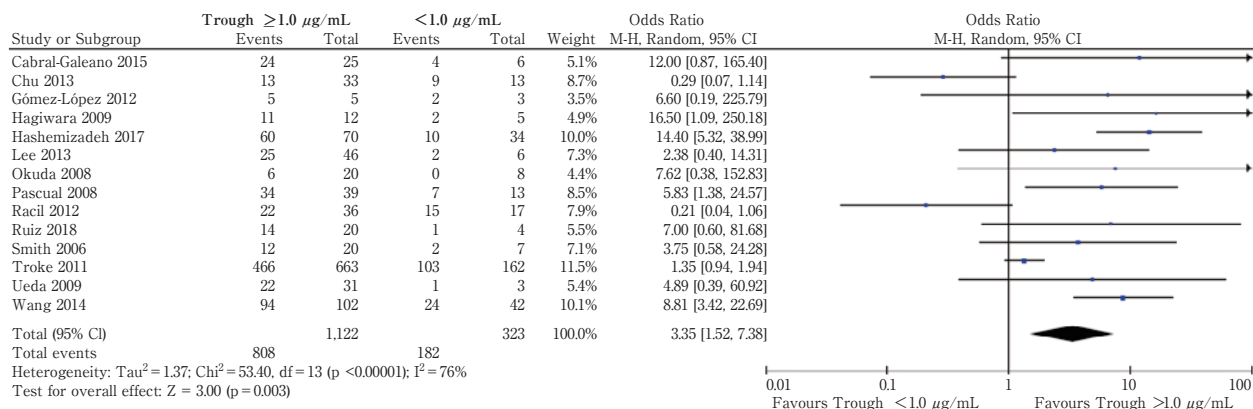 Trough ≥1.0 μg/mL <1.0 μg/mL Odds Ratio Odds Ratio
Study or Subgroup Events Total Events Total Weight M-H, Random, 95% CI M-H, Random, 95% CI
Cabral-Galeano 2015 24 25 4 6 5.1% 12.00 [0.87, 165.40]
Chu 2013 13 33 9 13 8.7% 0.29 [0.07, 1.14]
Gómez-López 2012 5 5 2 3 3.5% 6.60 [0.19, 225.79]
Hagiwara 2009 11 12 2 5 4.9% 16.50 [1.09, 250.18]
Hashemizadeh 2017 60 70 10 34 10.0% 14.40 [5.32, 38.99]
Lee 2013 25 46 2 6 7.3% 2.38 [0.40, 14.31]
Okuda 2008 6 20 0 8 4.4% 7.62 [0.38, 152.83]
Pascual 2008 34 39 7 13 8.5% 5.83 [1.38, 24.57]
Racil 2012 22 36 15 17 7.9% 0.21 [0.04, 1.06]
Ruiz 2018 14 20 1 4 5.5% 7.00 [0.60, 81.68]
Smith 2006 12 20 2 7 7.1% 3.75 [0.58, 24.28]
Troke 2011 466 663 103 162 11.5% 1.35 [0.94, 1.94]
Ueda 2009 22 31 1 3 5.4% 4.89 [0.39, 60.92]
Wang 2014 94 102 24 42 10.1% 8.81 [3.42, 22.69]
Total (95% CI) 1,122 323 100.0% 3.35 [1.52, 7.38]
Total events 808 182
Heterogeneity: Tau² = 1.37; Chi² = 53.40, df = 13 (p <0.00001); I² = 76%
Test for overall effect: Z = 3.00 (p = 0.003)
0.01 0.1 1 10 100
Favours Trough <1.0 μg/mL Favours Trough >1.0 μg/mL